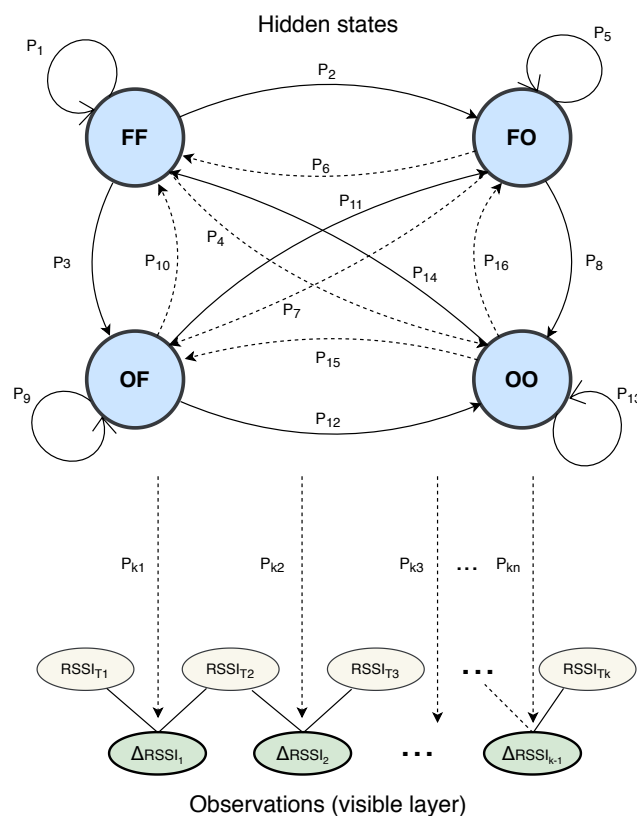 Hidden states
P1
P2
P5
FF
FO
P6
P11
P3
P10
P4
P14
P16
P8
P7
P15
OF
OO
P9
P12
P13
Pk1
Pk2
Pk3
...
Pkn
RSSIT1
RSSIT2
RSSIT3
...
RSSITk
ΔRSSI1
ΔRSSI2
...
ΔRSSIk-1
Observations (visible layer)